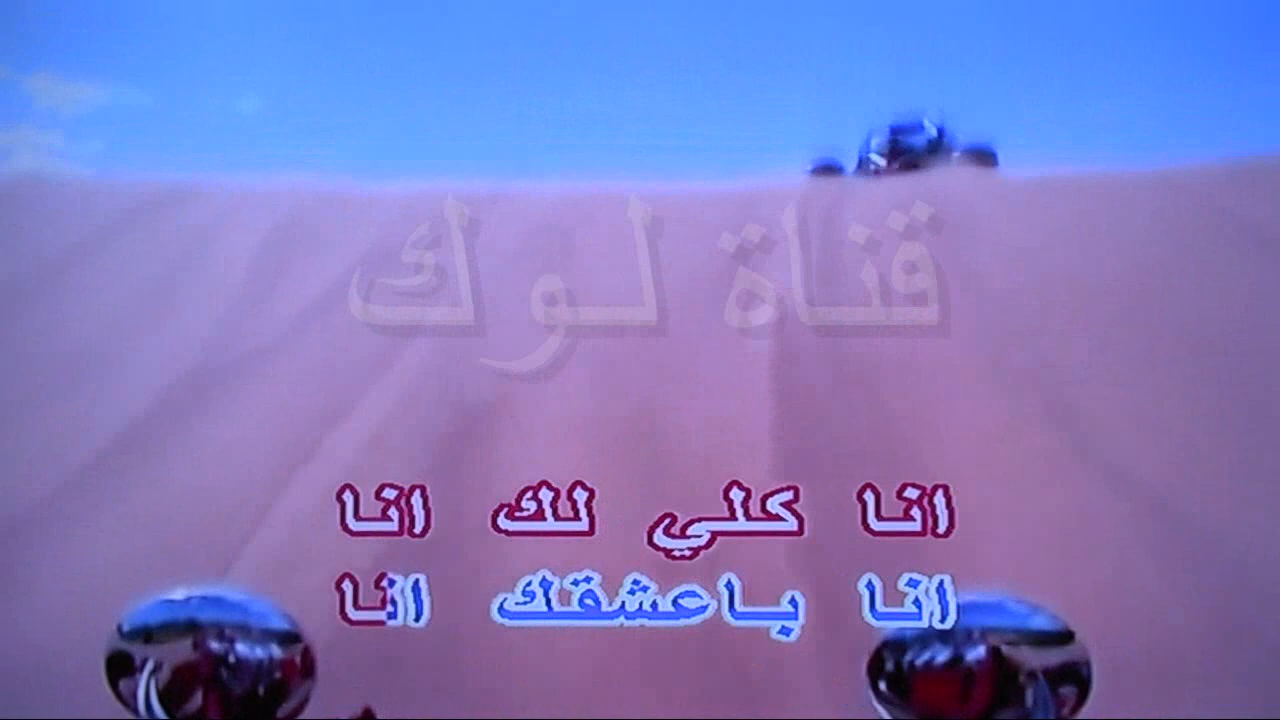 قناة لوك
انا كلي لك انا
انا باعشقك انا